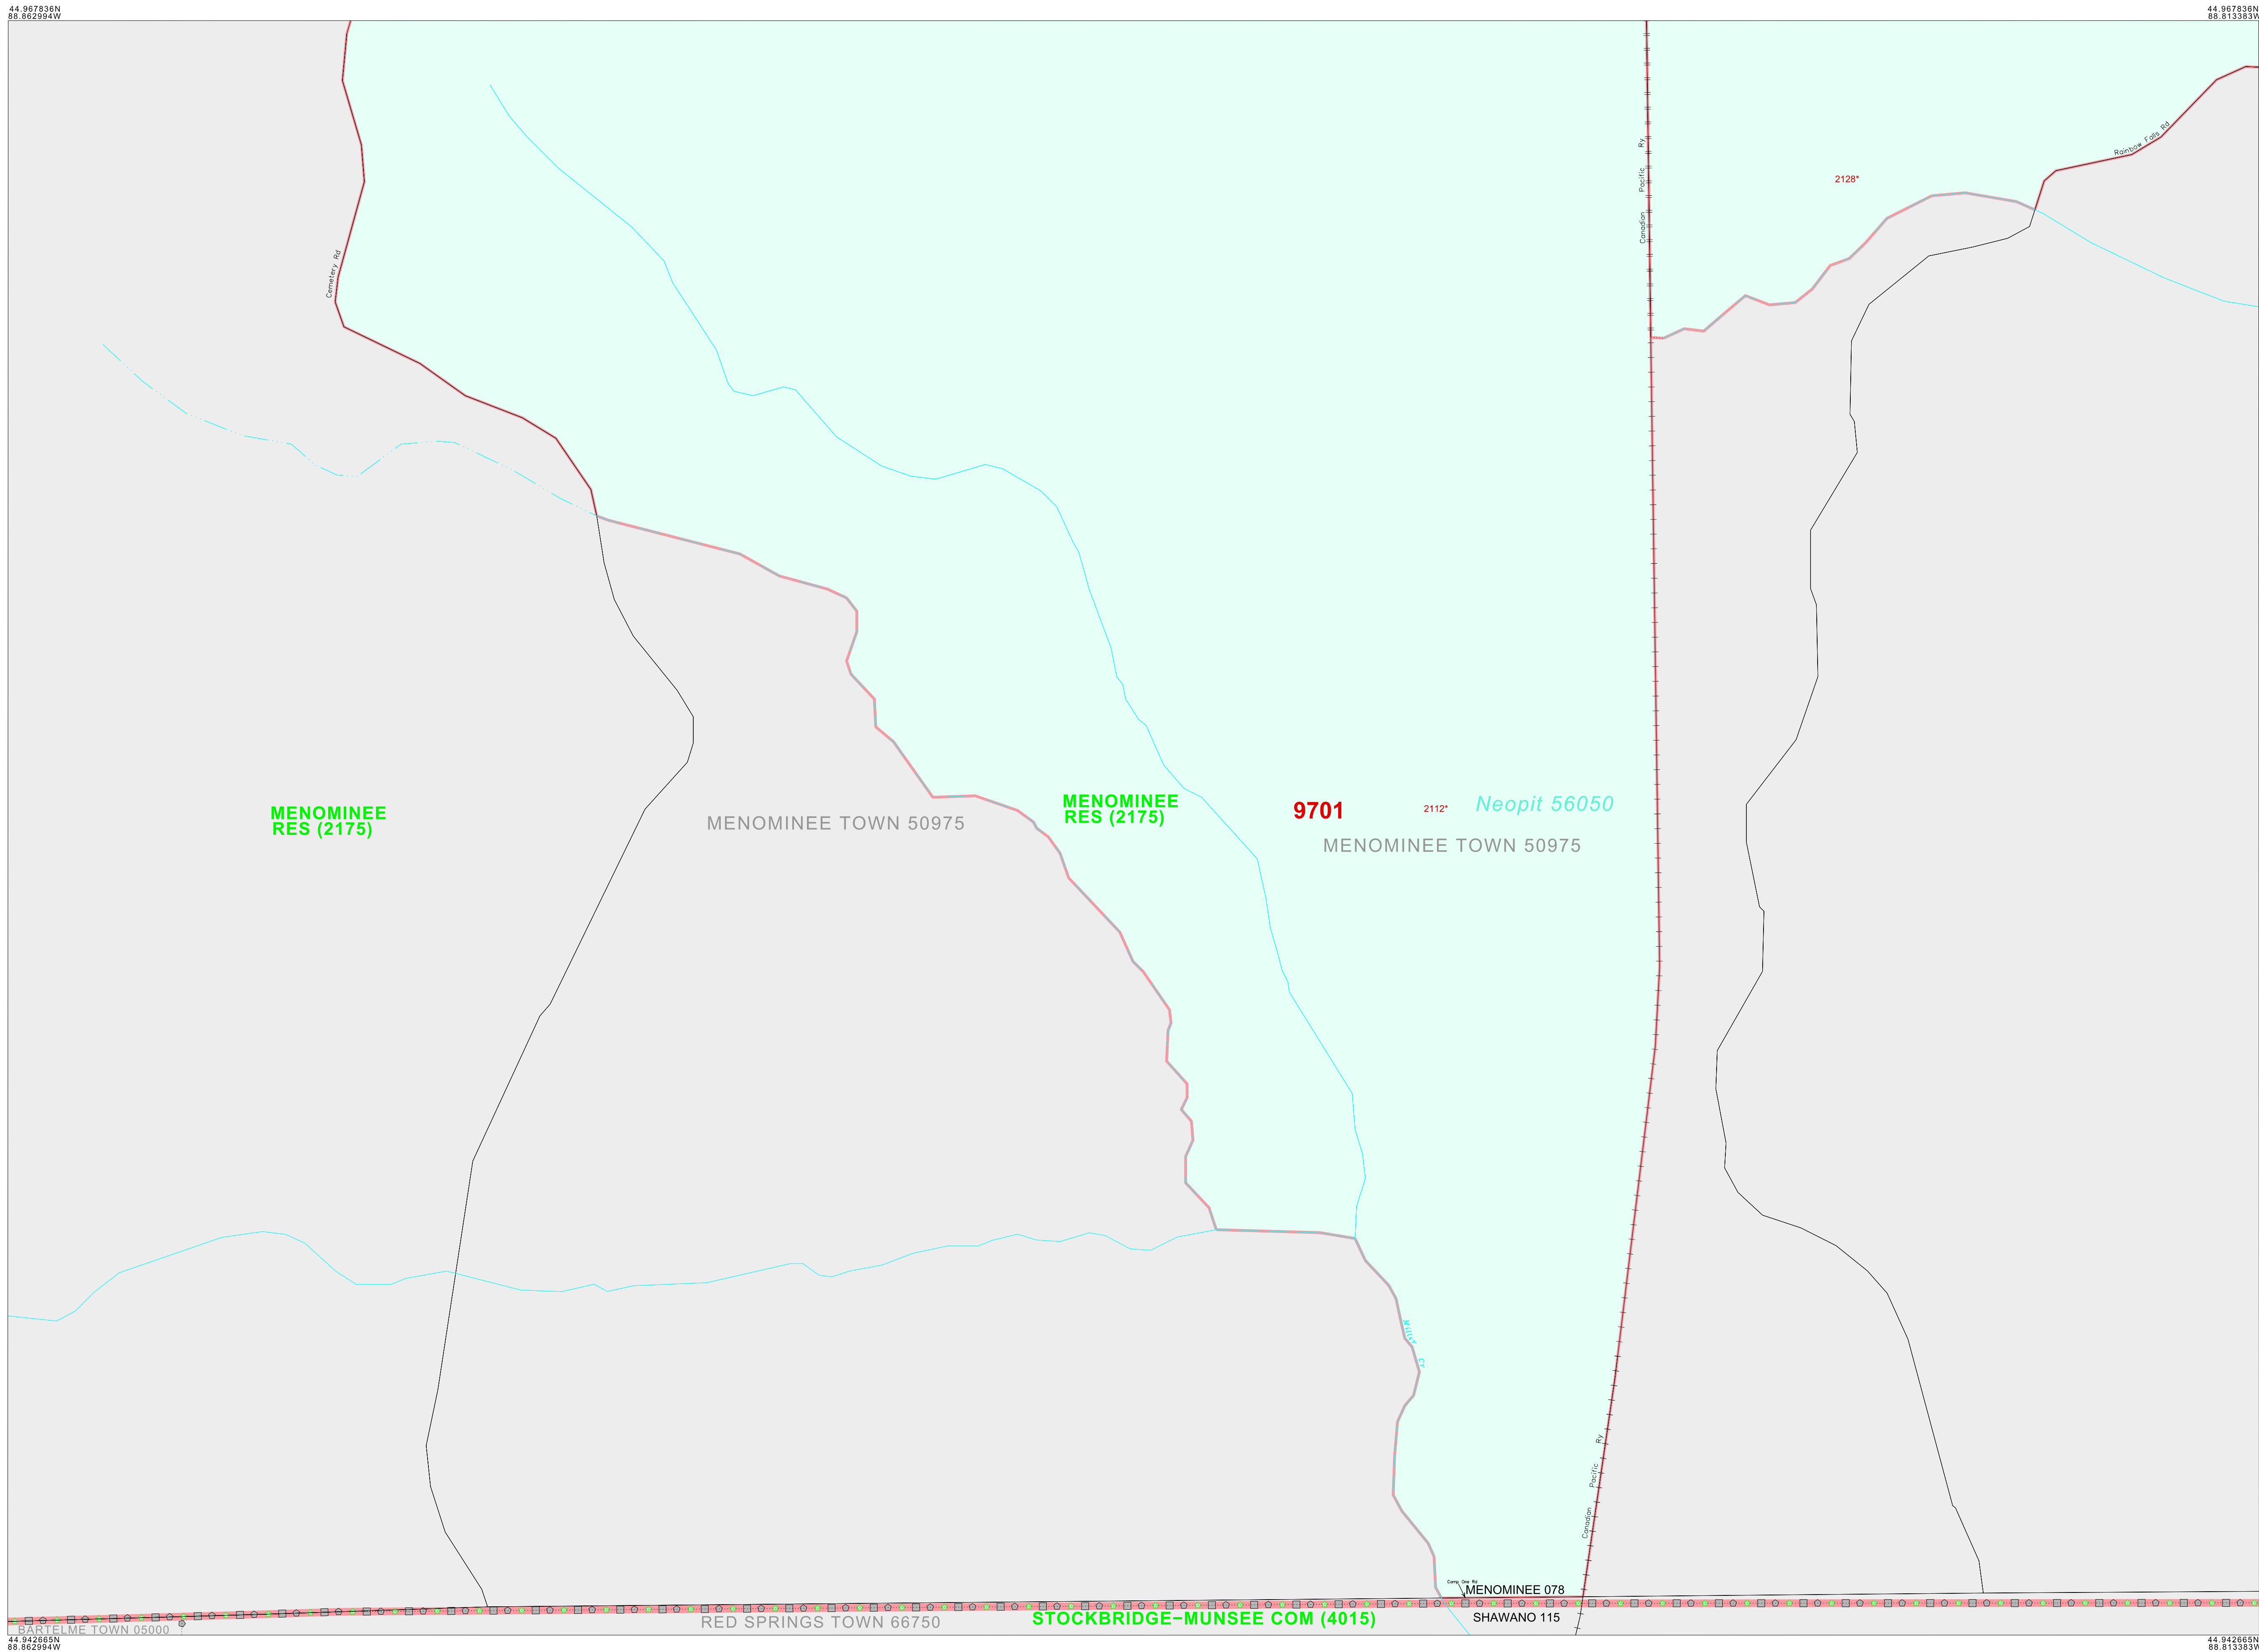 44.967836N
88.862994W
44.967836N
88.813383W
Canadian Pacific Ry
Rainbow Falls Rd
2128*
Cemetery Rd
MENOMINEE
RES (2175)
MENOMINEE TOWN 50975
MENOMINEE
RES (2175)
9701
2112*
Neopit 56050
MENOMINEE TOWN 50975
Canadian Pacific Ry
Camp One Rd
MENOMINEE 078
SHAWANO 115
STOCKBRIDGE-MUNSEE COM (4015)
RED SPRINGS TOWN 66750
BARTELME TOWN 05000
44.942665N
88.862994W
44.942665N
88.813383W